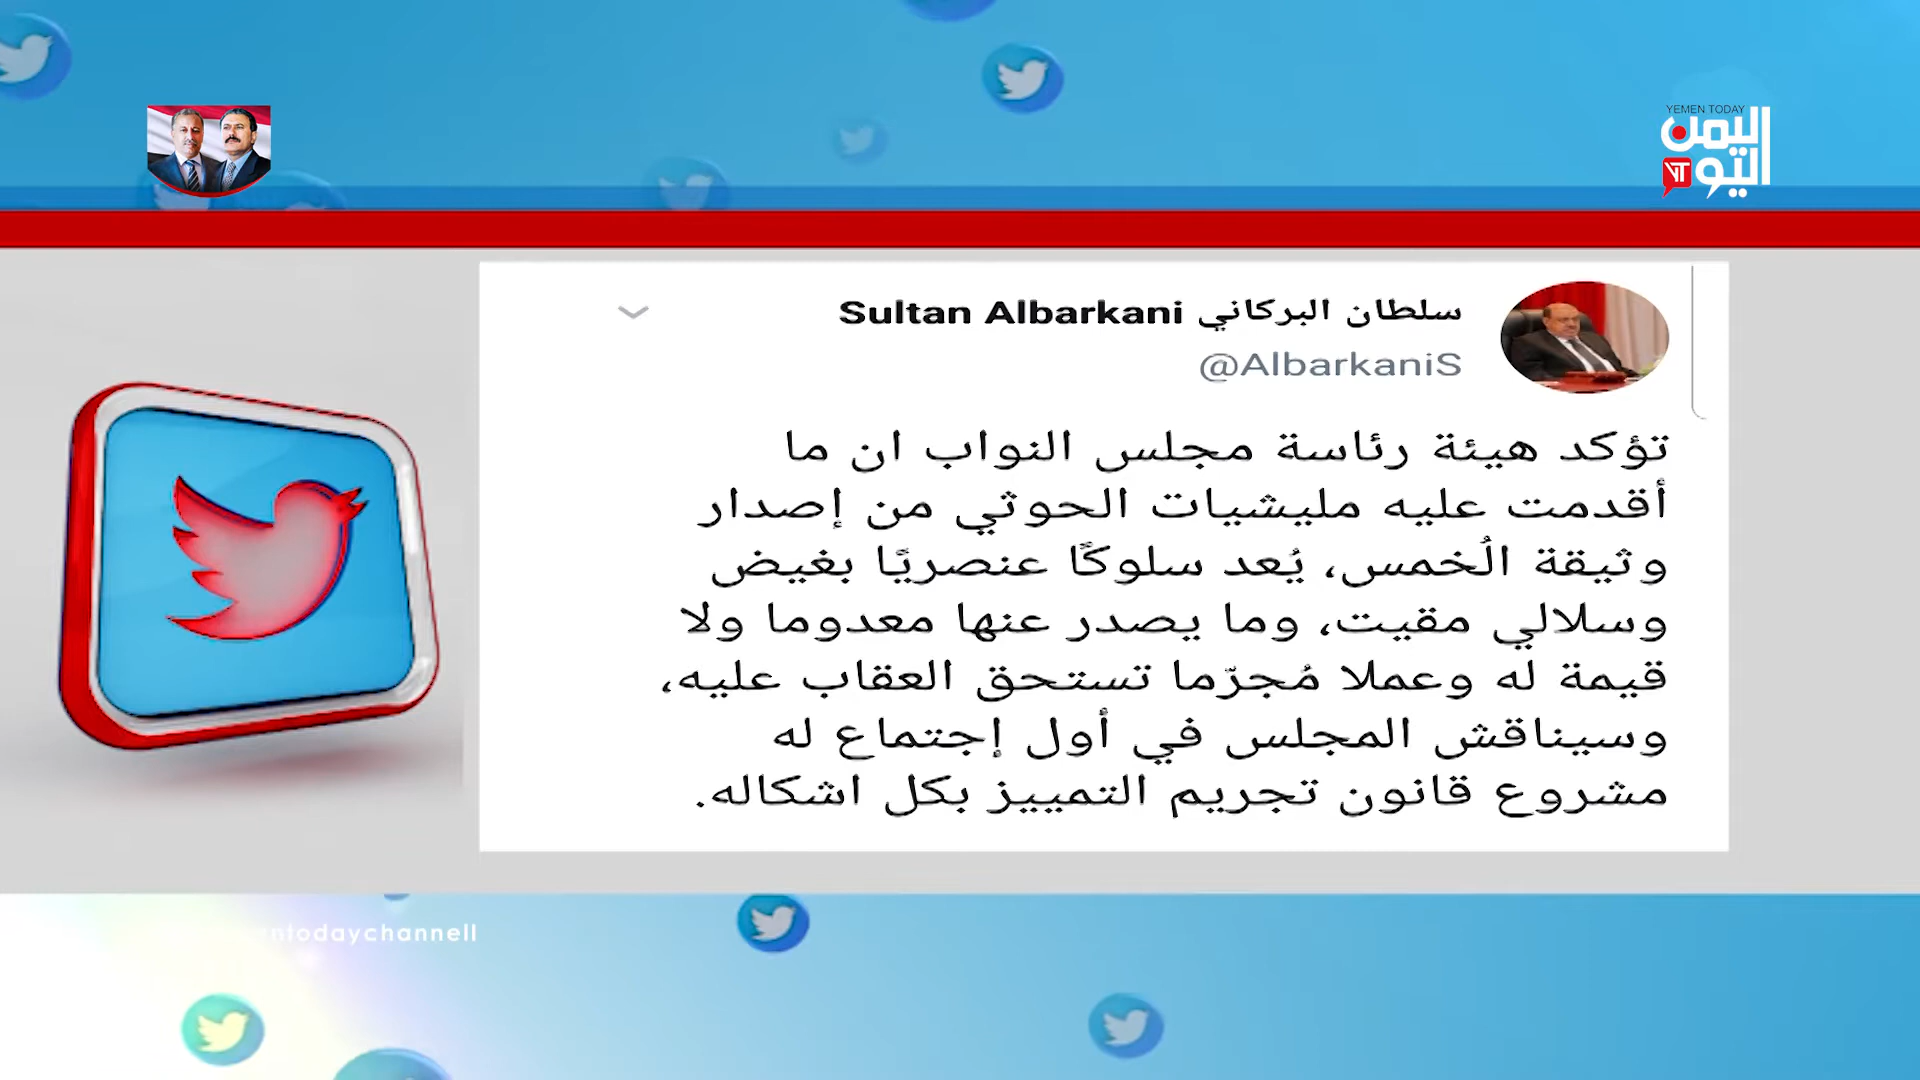 YEMEN TODAY
اليمن
اليوم
YT
سلطان البركاني Sultan Albarkani
@AlbarkaniS
تؤكد هيئة رئاسة مجلس النواب ان ما
أقدمت عليه مليشيات الحوثي من إصدار
وثيقة الُخمس، يُعد سلوكًا عنصريًا بغيض
وسلالي مقيت، وما يصدر عنها معدوما ولا
قيمة له وعملا مُجرّما تستحق العقاب عليه،
وسيناقش المجلس في أول إجتماع له
مشروع قانون تجريم التمييز بكل اشكاله.
ntodaychannell